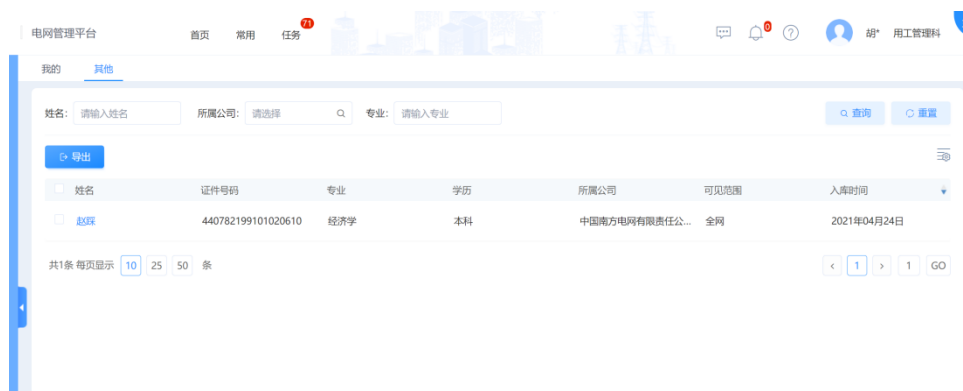 电网管理平台 首页 常用 任务 71 0 胡* 用工管理科
我的 其他
姓名: 请输入姓名 所属公司: 请选择 专业: 请输入专业 查询 重置
导出
姓名 证件号码 专业 学历 所属公司 可见范围 入库时间
赵琛 440782199101020610 经济学 本科 中国南方电网有限责任公... 全网 2021年04月24日
共1条 每页显示 10 25 50 条 < 1 > 1 GO